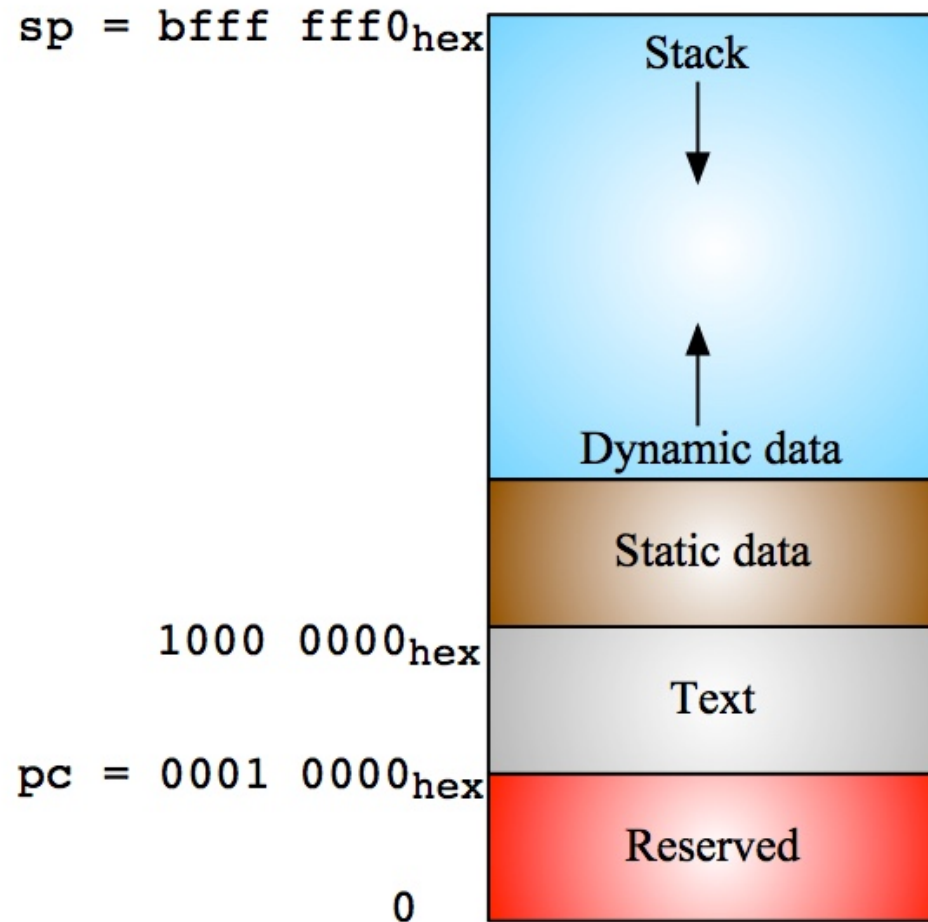 sp = bfff fff0hex
Stack
Dynamic data
Static data
1000 0000hex
Text
pc = 0001 0000hex
Reserved
0